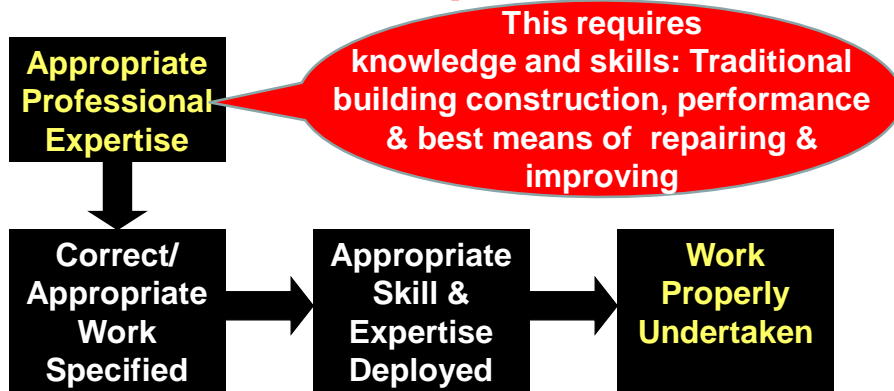 This requires
knowledge and skills: Traditional
building construction, performance
& best means of repairing &
improving
Appropriate
Professional
Expertise
Correct/
Appropriate
Work
Specified
Appropriate
Skill &
Expertise
Deployed
Work
Properly
Undertaken